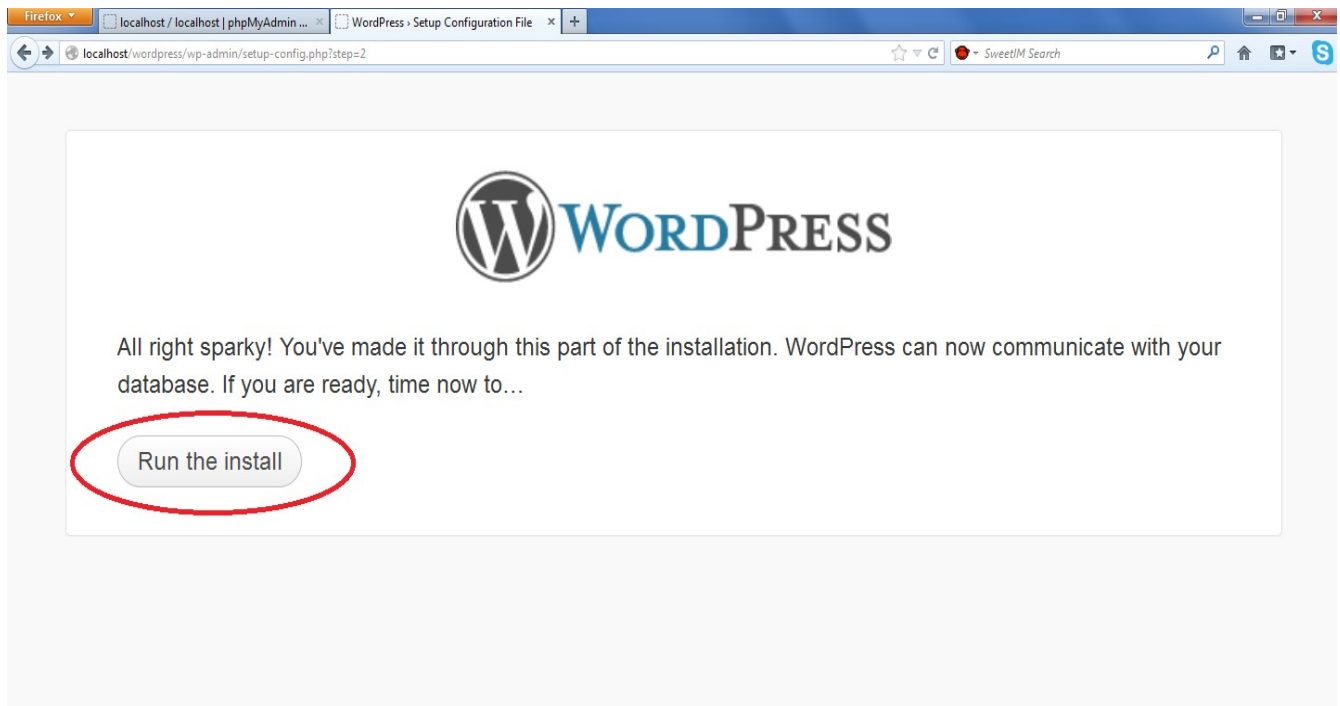 Firefox
localhost / localhost | phpMyAdmin ...
WordPress › Setup Configuration File
localhost/wordpress/wp-admin/setup-config.php?step=2
SweetIM Search
WORDPRESS
All right sparky! You've made it through this part of the installation. WordPress can now communicate with your
database. If you are ready, time now to…
Run the install